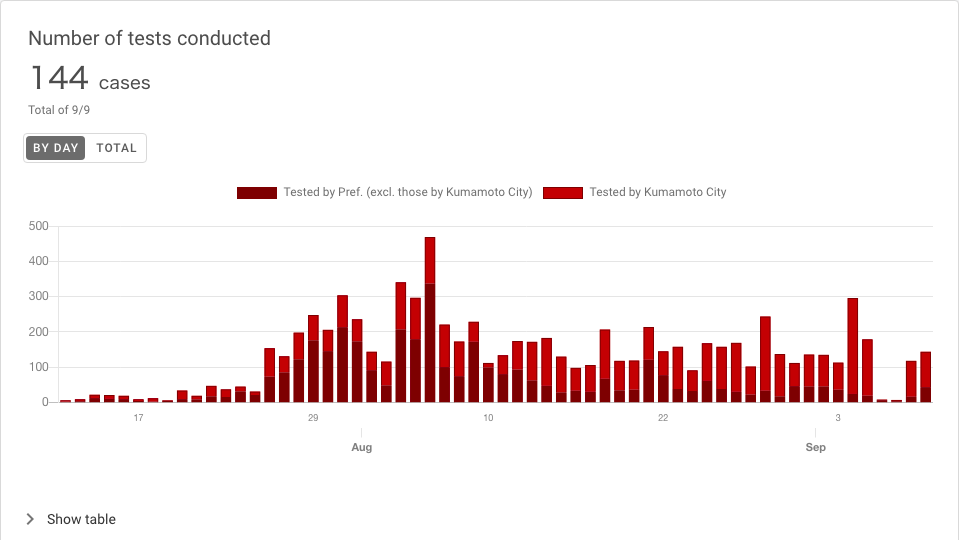 Number of tests conducted
144 cases
Total of 9/9
BY DAY TOTAL
Tested by Pref. (excl. those by Kumamoto City) Tested by Kumamoto City
500
400
300
200
100
0
17 29 10 22 3
Aug Sep
Show table